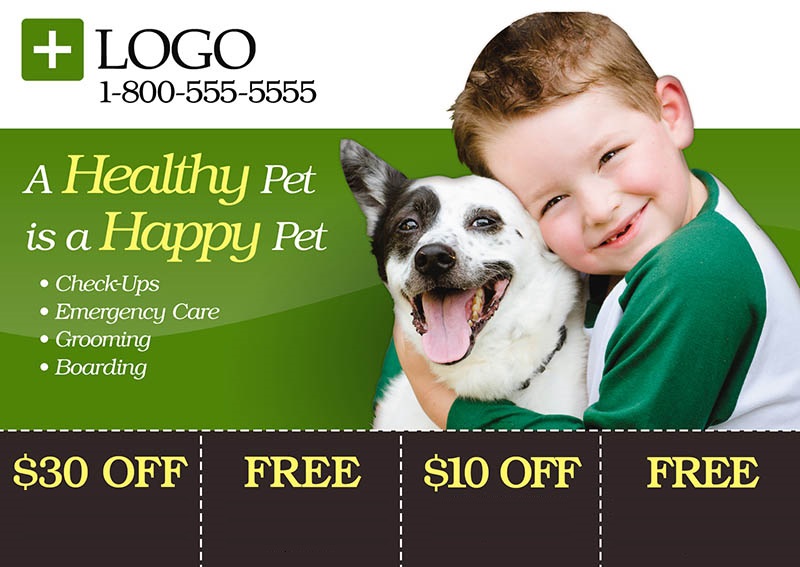 LOGO
1-800-555-5555
A Healthy Pet
is a Happy Pet
• Check-Ups
• Emergency Care
• Grooming
• Boarding
$30 OFF
FREE
$10 OFF
FREE